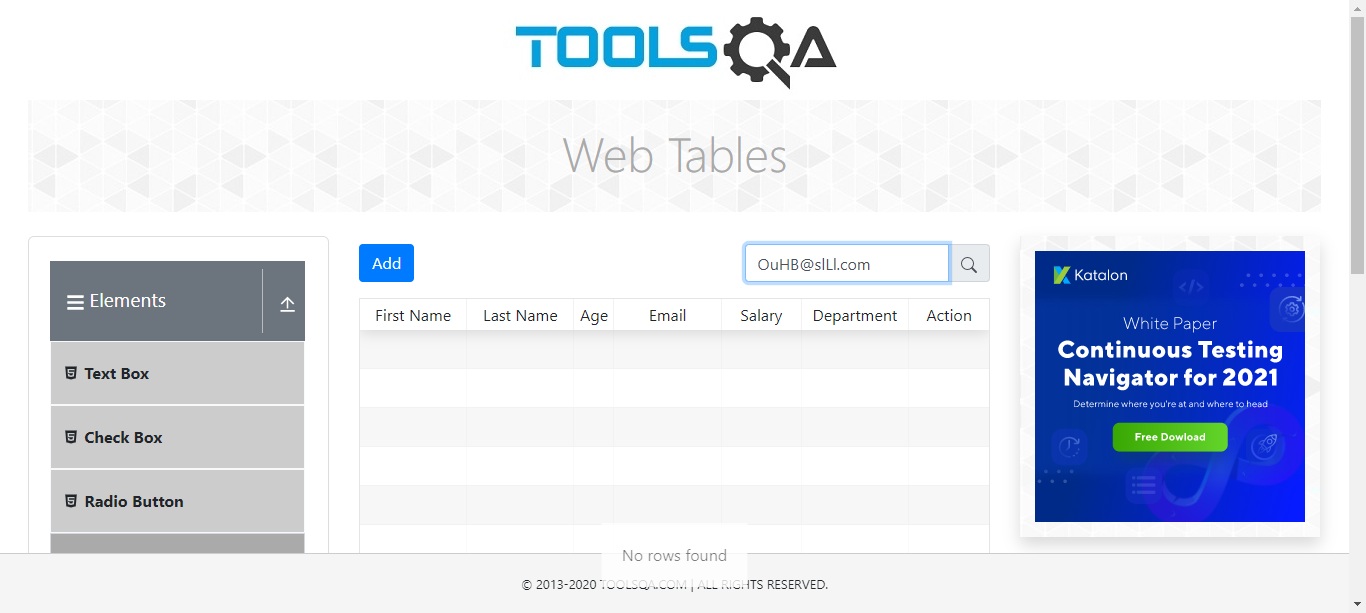 TOOLSQA
Web Tables
Elements
Text Box
Check Box
Radio Button
Add
OuHB@slLl.com
First Name Last Name Age Email Salary Department Action
No rows found
Katalon
White Paper
Continuous Testing
Navigator for 2021
Determine where you're at and where to head
Free Dowload
© 2013-2020 TOOLSQA.COM | ALL RIGHTS RESERVED.